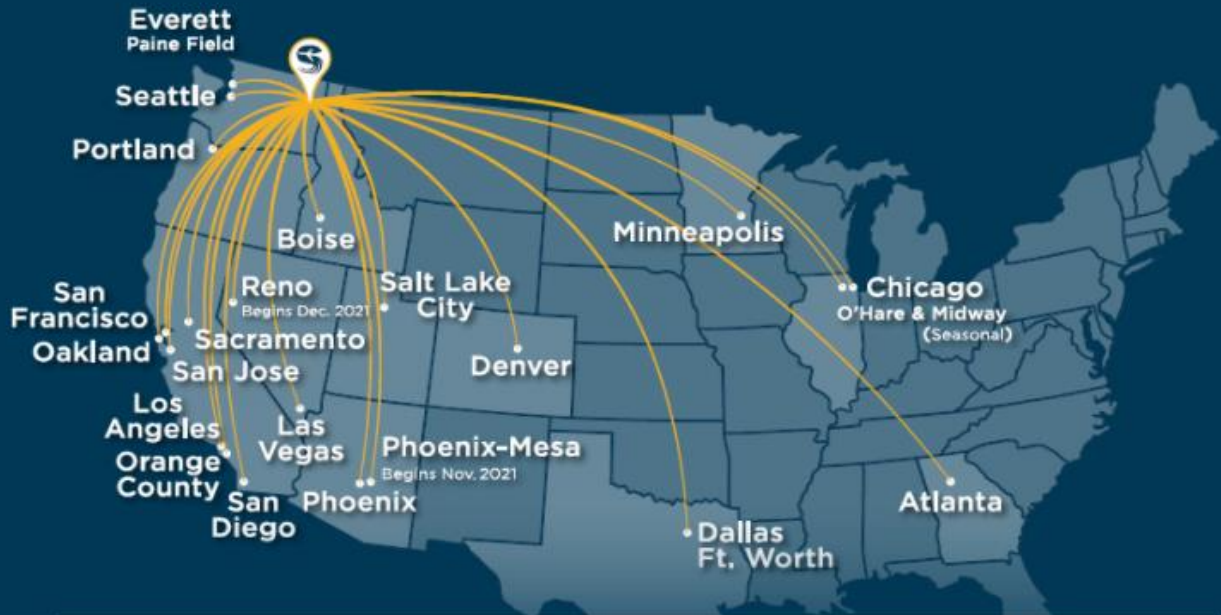 Everett
Paine Field
Seattle
Portland
Boise
Minneapolis
Reno
Begins Dec. 2021
Salt Lake
City
San
Francisco
Oakland
Sacramento
San Jose
Chicago
O'Hare & Midway
(Seasonal)
Denver
Los
Angeles
Orange
County
Las
Vegas
Phoenix-Mesa
Begins Nov. 2021
San
Diego
Phoenix
Atlanta
Dallas
Ft. Worth